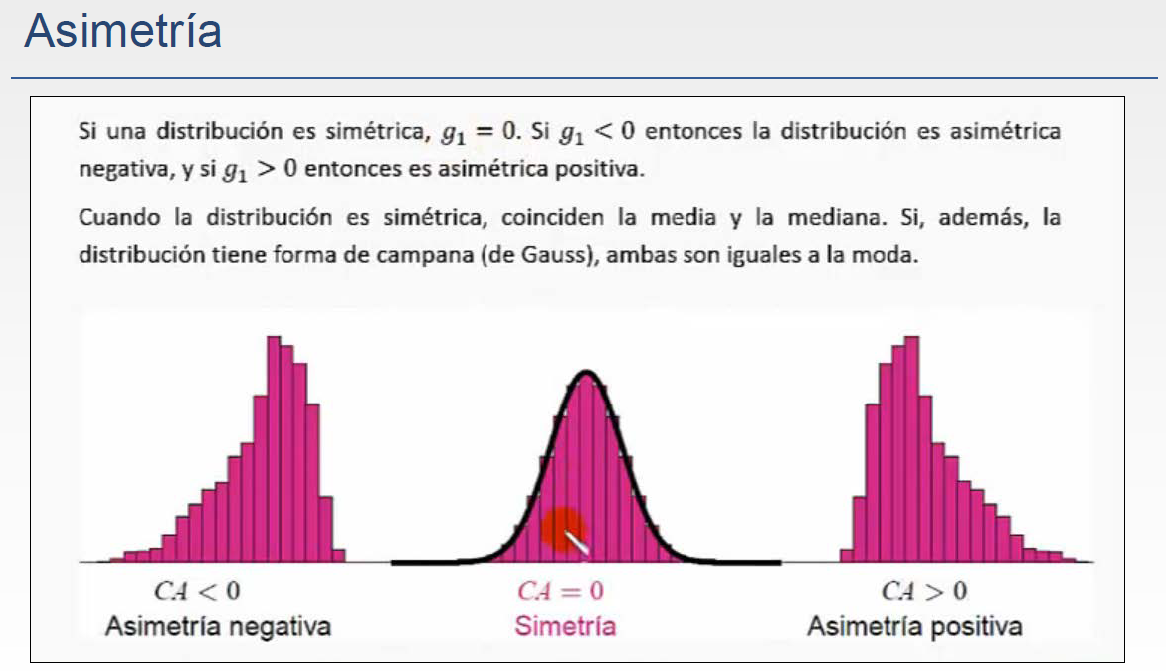 Asimetría
Si una distribución es simétrica, g₁ = 0. Si g₁ < 0 entonces la distribución es asimétrica
negativa, y si g₁ > 0 entonces es asimétrica positiva.
Cuando la distribución es simétrica, coinciden la media y la mediana. Si, además, la
distribución tiene forma de campana (de Gauss), ambas son iguales a la moda.
CA < 0
Asimetría negativa
CA = 0
Simetría
CA > 0
Asimetría positiva